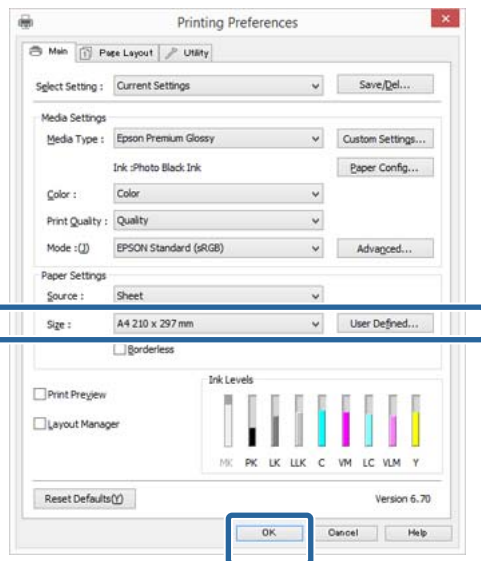 Printing Preferences
Main Page Layout Utility
Select Setting : Current Settings Save/Del...
Media Settings
Media Type : Epson Premium Glossy Custom Settings...
Ink :Photo Black Ink Paper Config...
Color : Color
Print Quality : Quality
Mode :(J) EPSON Standard (sRGB) Advanced...
Paper Settings
Source : Sheet
Size : A4 210 x 297 mm User Defined...
Borderless
Print Preview
Layout Manager
Ink Levels
MK PK LK LLK C VM LC VLM Y
Reset Defaults(Y) Version 6.70
OK Cancel Help